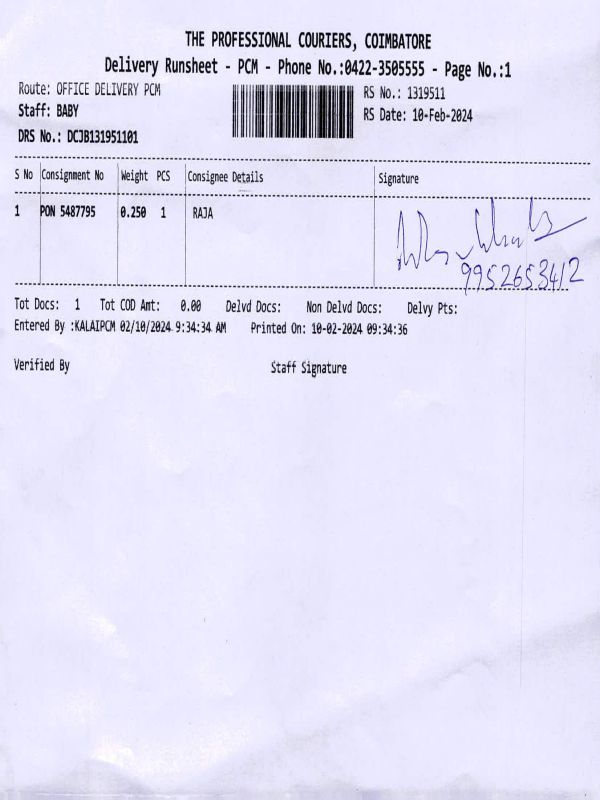 THE PROFESSIONAL COURIERS, COIMBATORE
Delivery Runsheet - PCM - Phone No.:0422-3505555 - Page No.:1
Route: OFFICE DELIVERY PCM
RS No.: 1319511
Staff: BABY
RS Date: 10-Feb-2024
DRS No.: DCJB131951101
S No Consignment No Weight PCS Consignee Details Signature
1 PON 5487795 0.250 1 RAJA
9952653412
Tot Docs: 1 Tot COD Amt: 0.00 Delvd Docs: Non Delvd Docs: Delvy Pts:
Entered By :KALAIPCM 02/10/2024 9:34:34 AM Printed On: 10-02-2024 09:34:36
Verified By Staff Signature